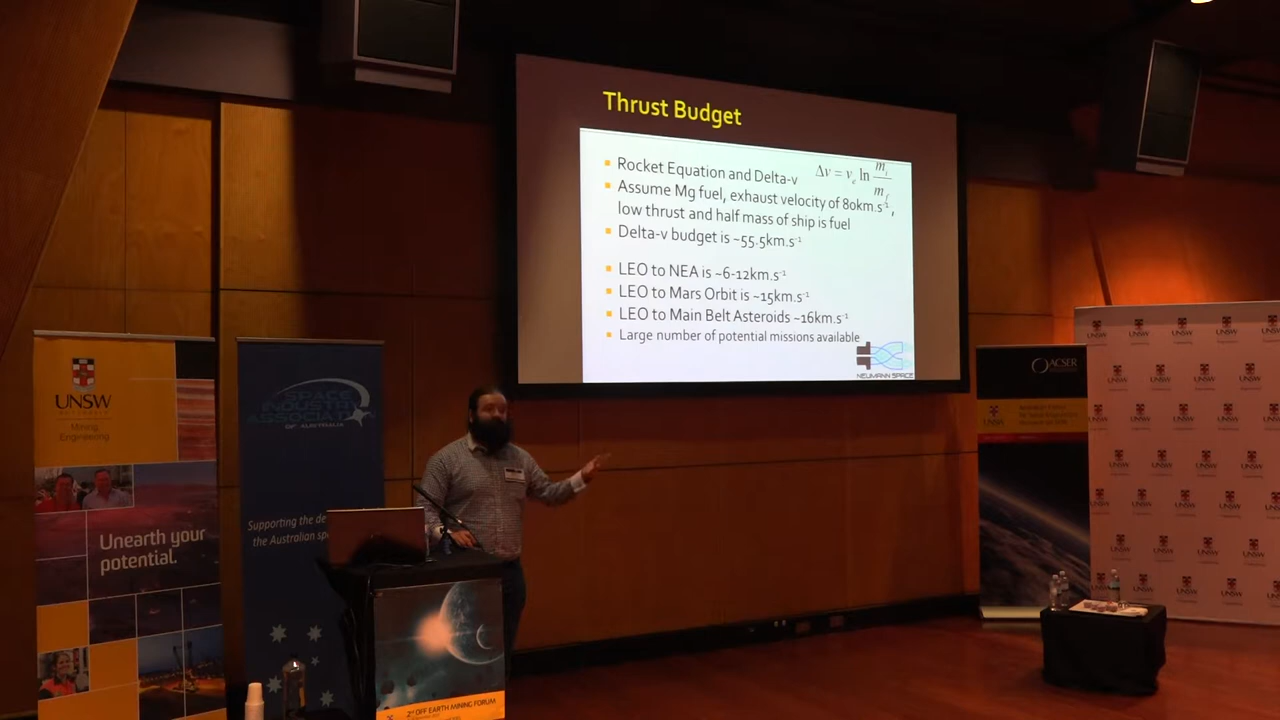 Thrust Budget
Rocket Equation and Delta-v
Δv = vₑ ln mᵢ/m_f
Assume Mg fuel, exhaust velocity of 80km.s⁻¹,
low thrust and half mass of ship is fuel
Delta-v budget is ~55.5km.s⁻¹
LEO to NEA is ~6-12km.s⁻¹
LEO to Mars Orbit is ~15km.s⁻¹
LEO to Main Belt Asteroids ~16km.s⁻¹
Large number of potential missions available
NEUMANN SPACE
UNSW
Mining
Engineering
Unearth your
potential.
SPACE
OF AUSTRALIA
Supporting the
the Australian
2ND OFF EARTH MINING FORUM
ACSER
UNSW